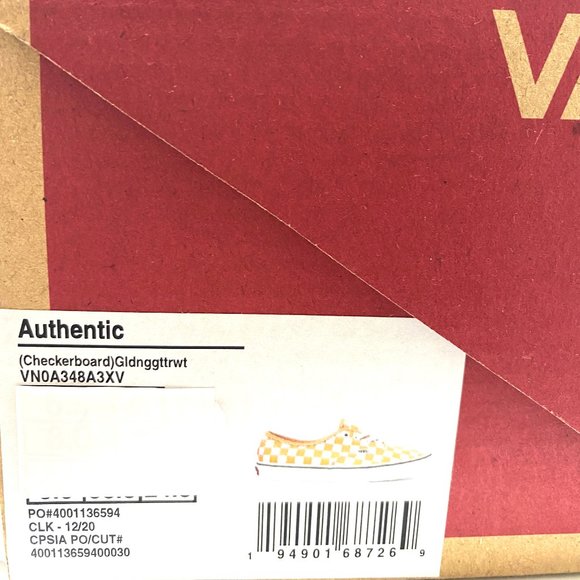 VA
Authentic
(Checkerboard)Gldnggttrwt
VN0A348A3XV
PO#4001136594
CLK - 12/20
CPSIA PO/CUT#
400113659400030
1 94901 68726 9